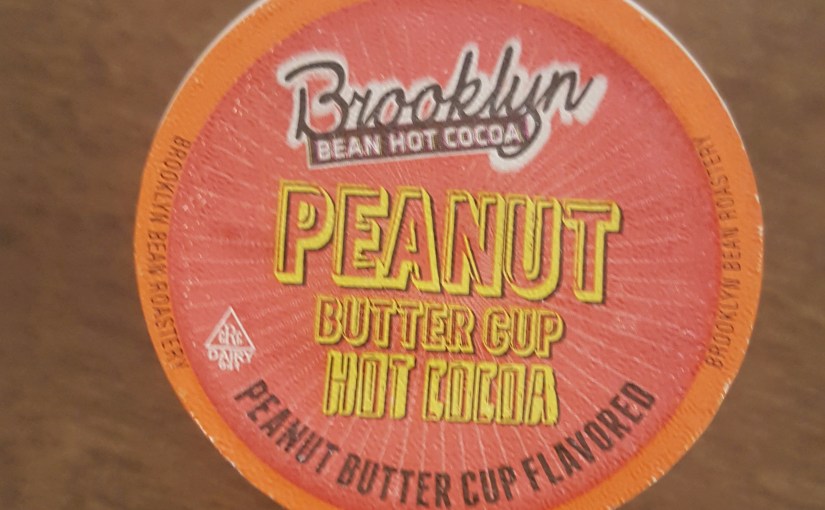 Brooklyn
BEAN HOT COCOA
PEANUT
BUTTER CUP
HOT COCOA
PEANUT BUTTER CUP FLAVORED
BROOKLYN BEAN ROASTERY
BROOKLYN BEAN ROASTERY
DAIRY